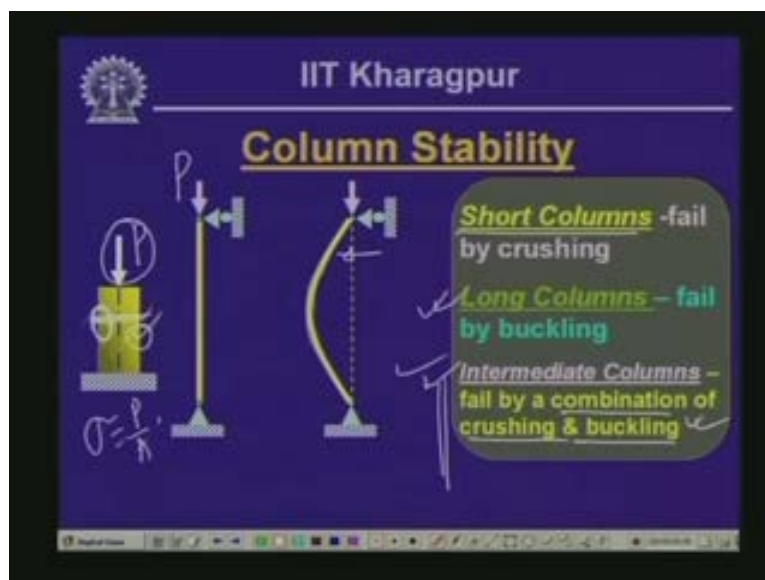 IIT Kharagpur
Column Stability
P
P
Short Columns -fail
by crushing
Long Columns – fail
by buckling
Intermediate Columns –
fail by a combination of
crushing & buckling
σ
σ = P/A